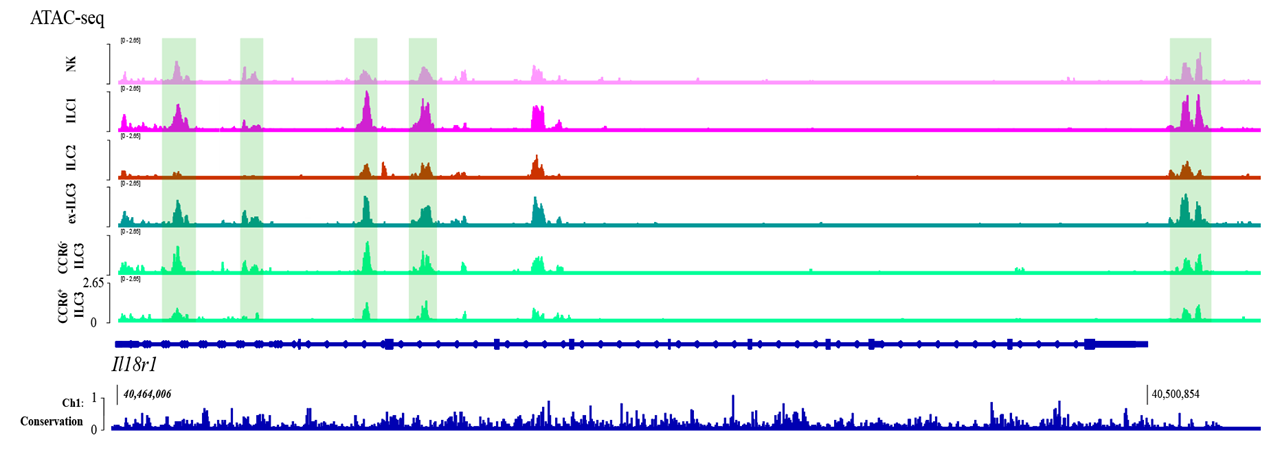 ATAC-seq
[0 - 2.65]
NK
[0 - 2.65]
ILC1
[0 - 2.65]
ILC2
[0 - 2.65]
ex-ILC3
[0 - 2.65]
CCR6-
ILC3
[0 - 2.65]
2.65
CCR6+
ILC3
0
Il18r1
Ch1:
1
40,464,006
40,500,854
Conservation
0